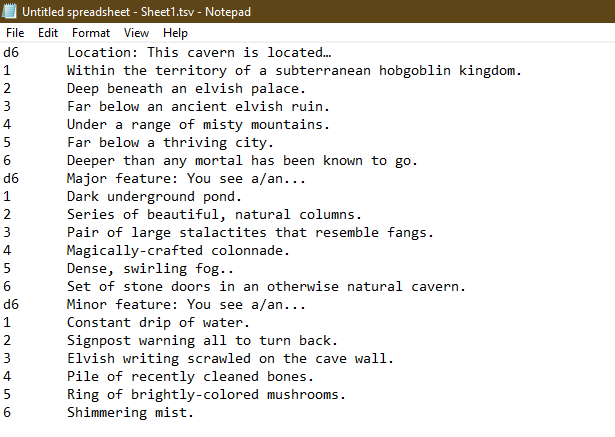 Untitled spreadsheet - Sheet1.tsv - Notepad
File Edit Format View Help
d6 Location: This cavern is located…
1 Within the territory of a subterranean hobgoblin kingdom.
2 Deep beneath an elvish palace.
3 Far below an ancient elvish ruin.
4 Under a range of misty mountains.
5 Far below a thriving city.
6 Deeper than any mortal has been known to go.
d6 Major feature: You see a/an...
1 Dark underground pond.
2 Series of beautiful, natural columns.
3 Pair of large stalactites that resemble fangs.
4 Magically-crafted colonnade.
5 Dense, swirling fog..
6 Set of stone doors in an otherwise natural cavern.
d6 Minor feature: You see a/an...
1 Constant drip of water.
2 Signpost warning all to turn back.
3 Elvish writing scrawled on the cave wall.
4 Pile of recently cleaned bones.
5 Ring of brightly-colored mushrooms.
6 Shimmering mist.